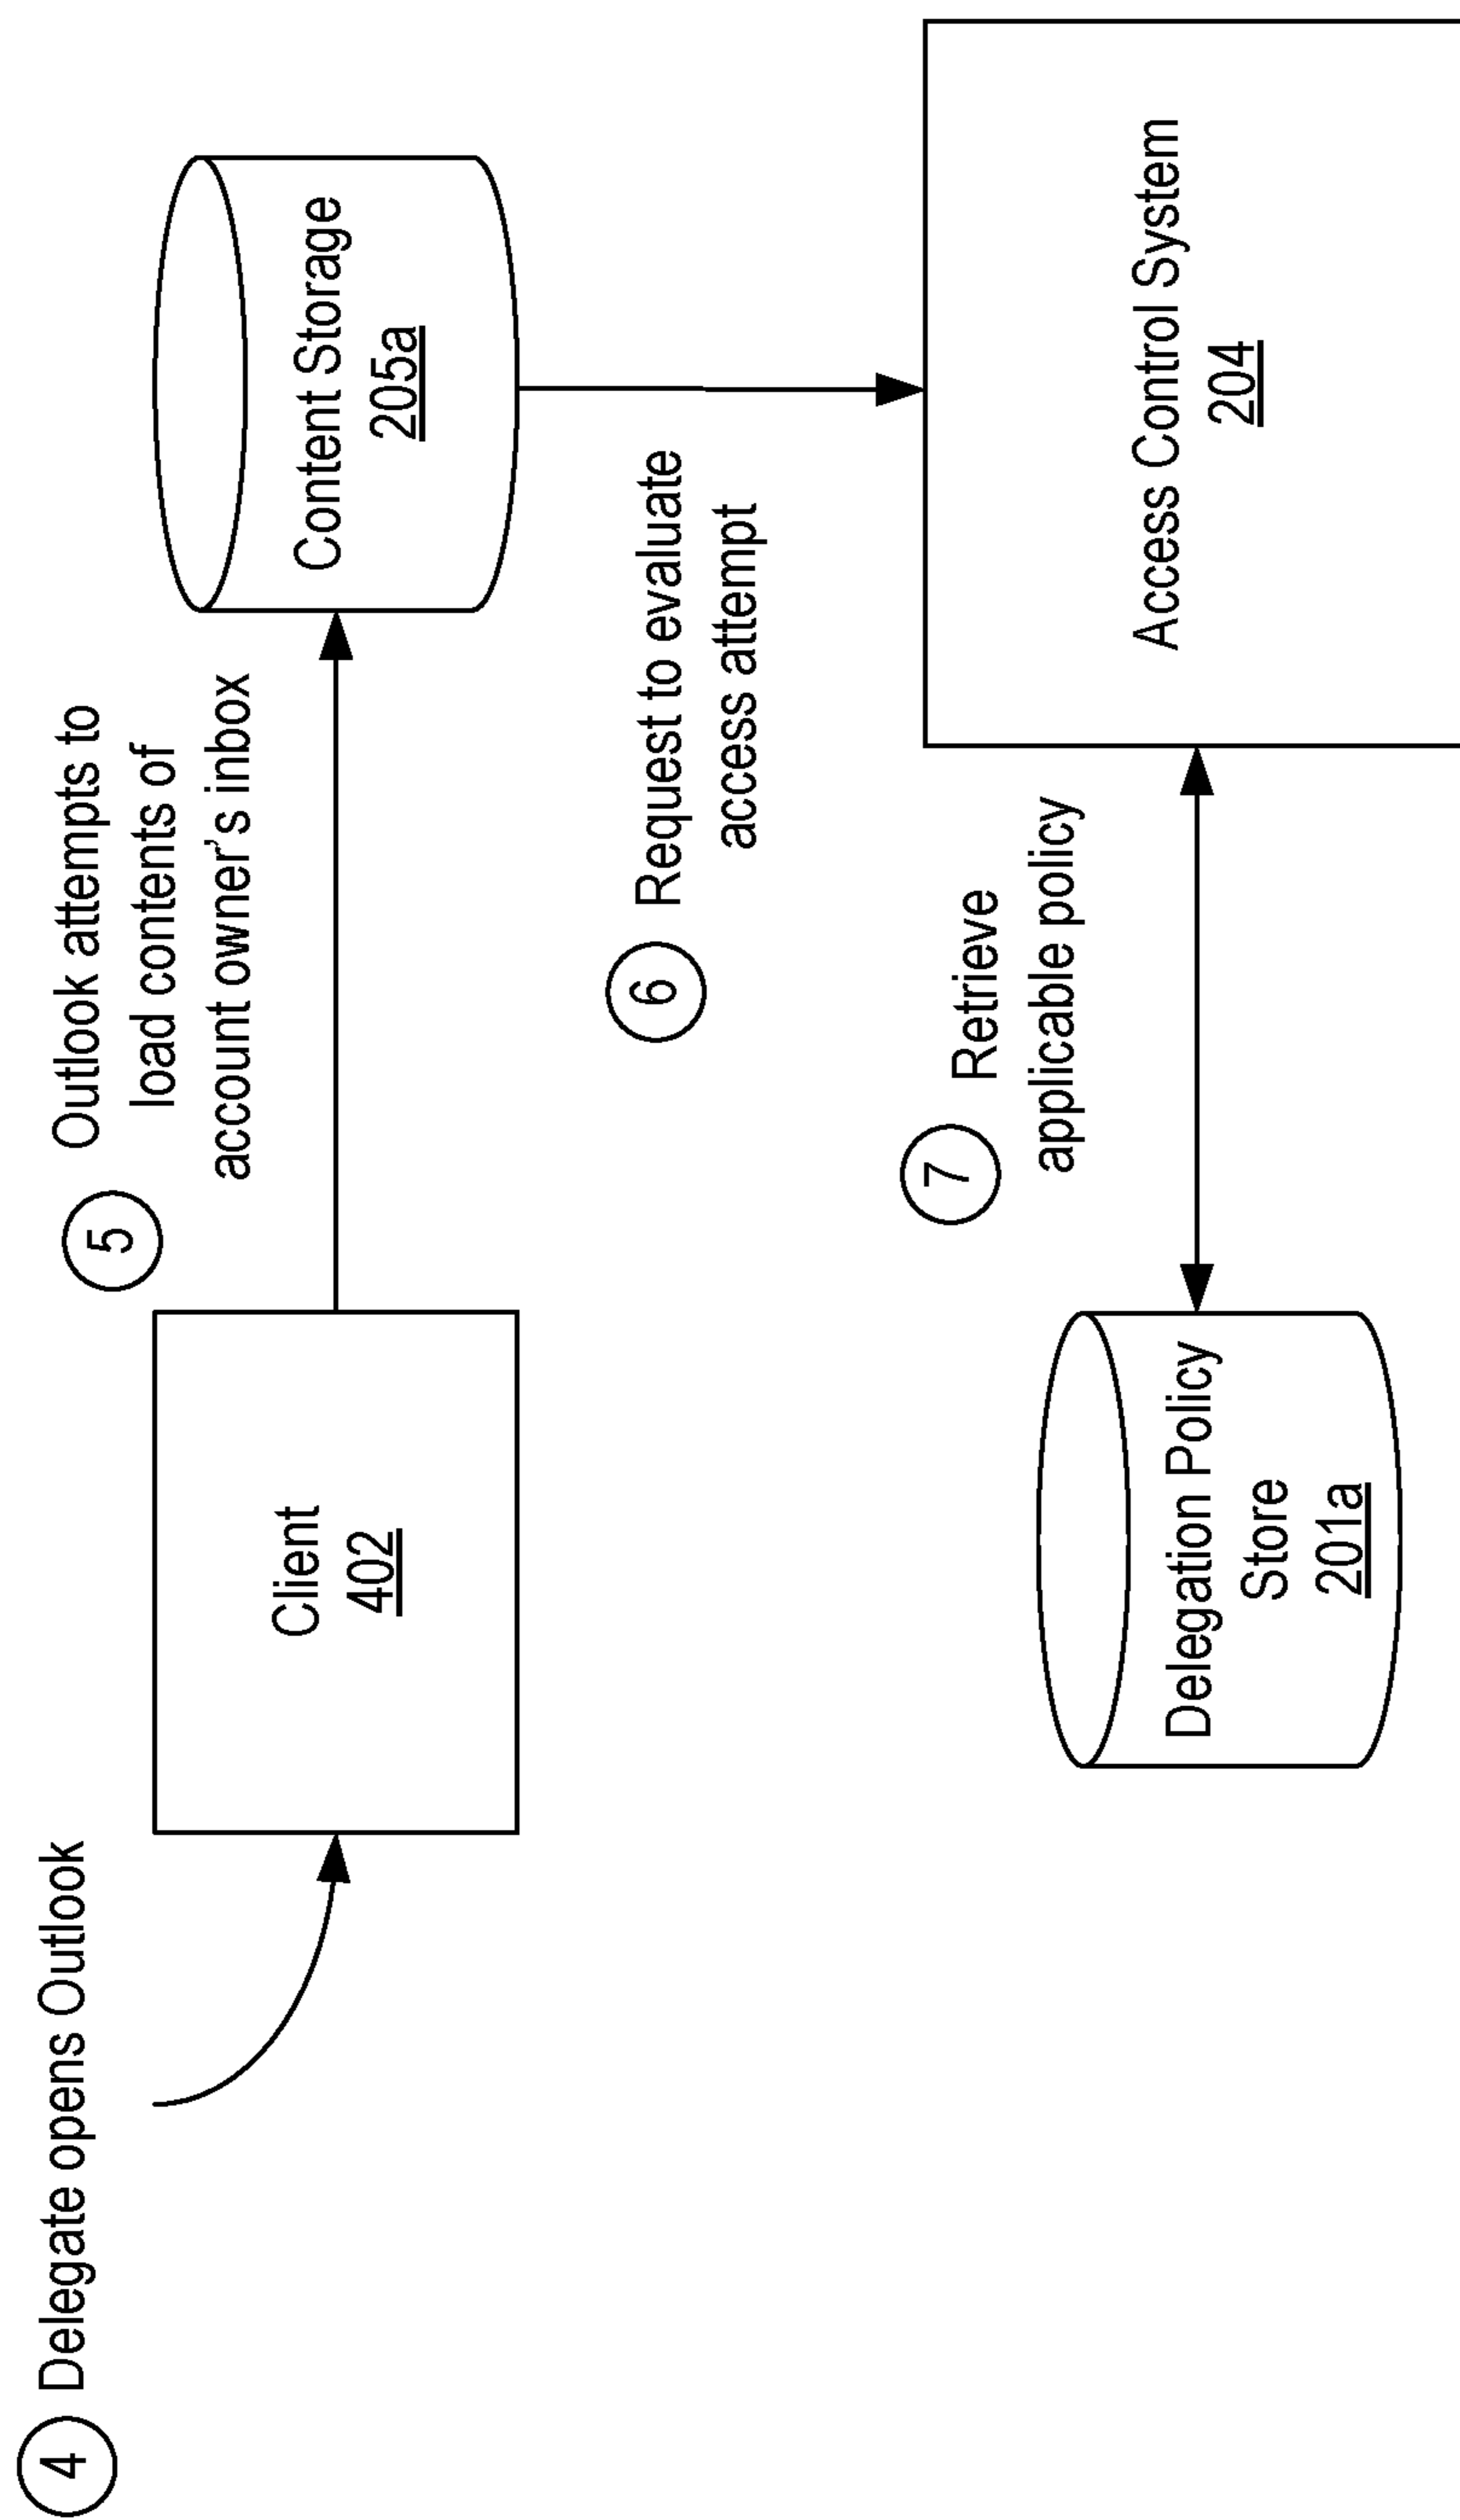 4
Delegate opens Outlook
5
Outlook attempts to
load contents of
account owner's inbox
Client
402
Content Storage
205a
6
Request to evaluate
access attempt
7
Retrieve
applicable policy
Delegation Policy
Store
201a
Access Control System
204